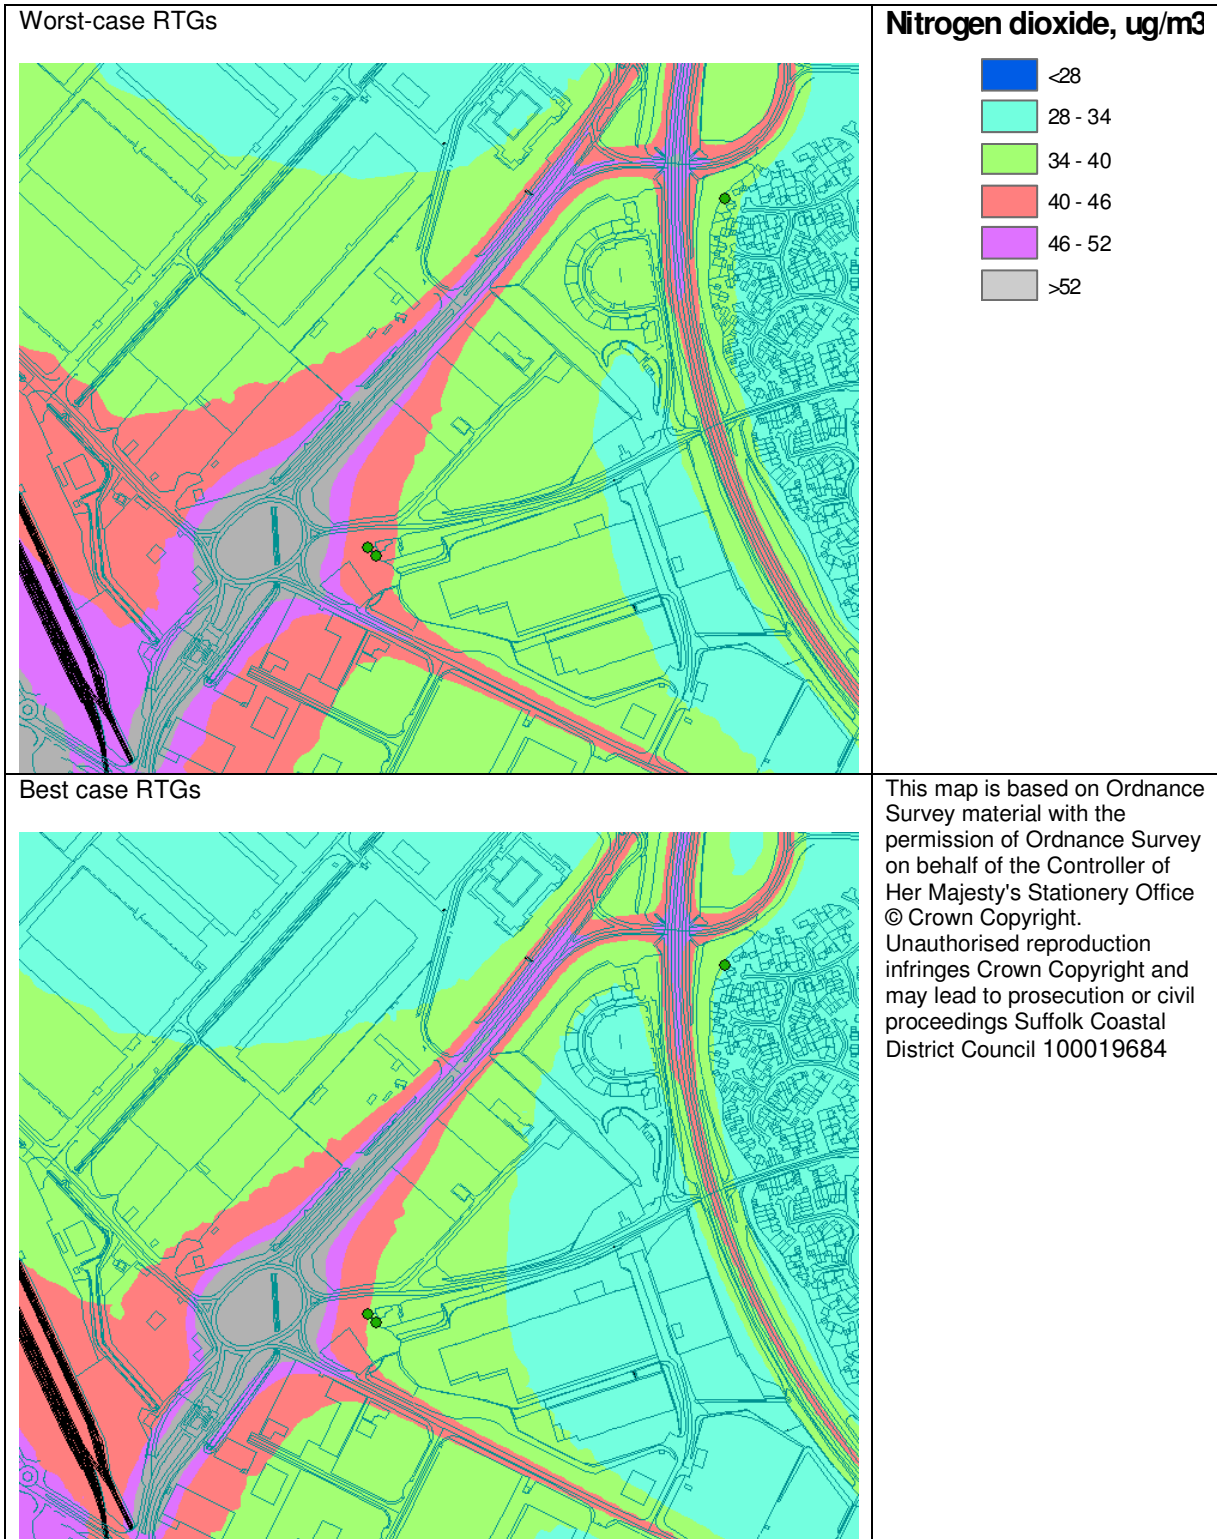 Worst-case RTGs
Nitrogen dioxide, ug/m3
<28
28 - 34
34 - 40
40 - 46
46 - 52
>52
Best case RTGs
This map is based on Ordnance
Survey material with the
permission of Ordnance Survey
on behalf of the Controller of
Her Majesty's Stationery Office
© Crown Copyright.
Unauthorised reproduction
infringes Crown Copyright and
may lead to prosecution or civil
proceedings Suffolk Coastal
District Council 100019684